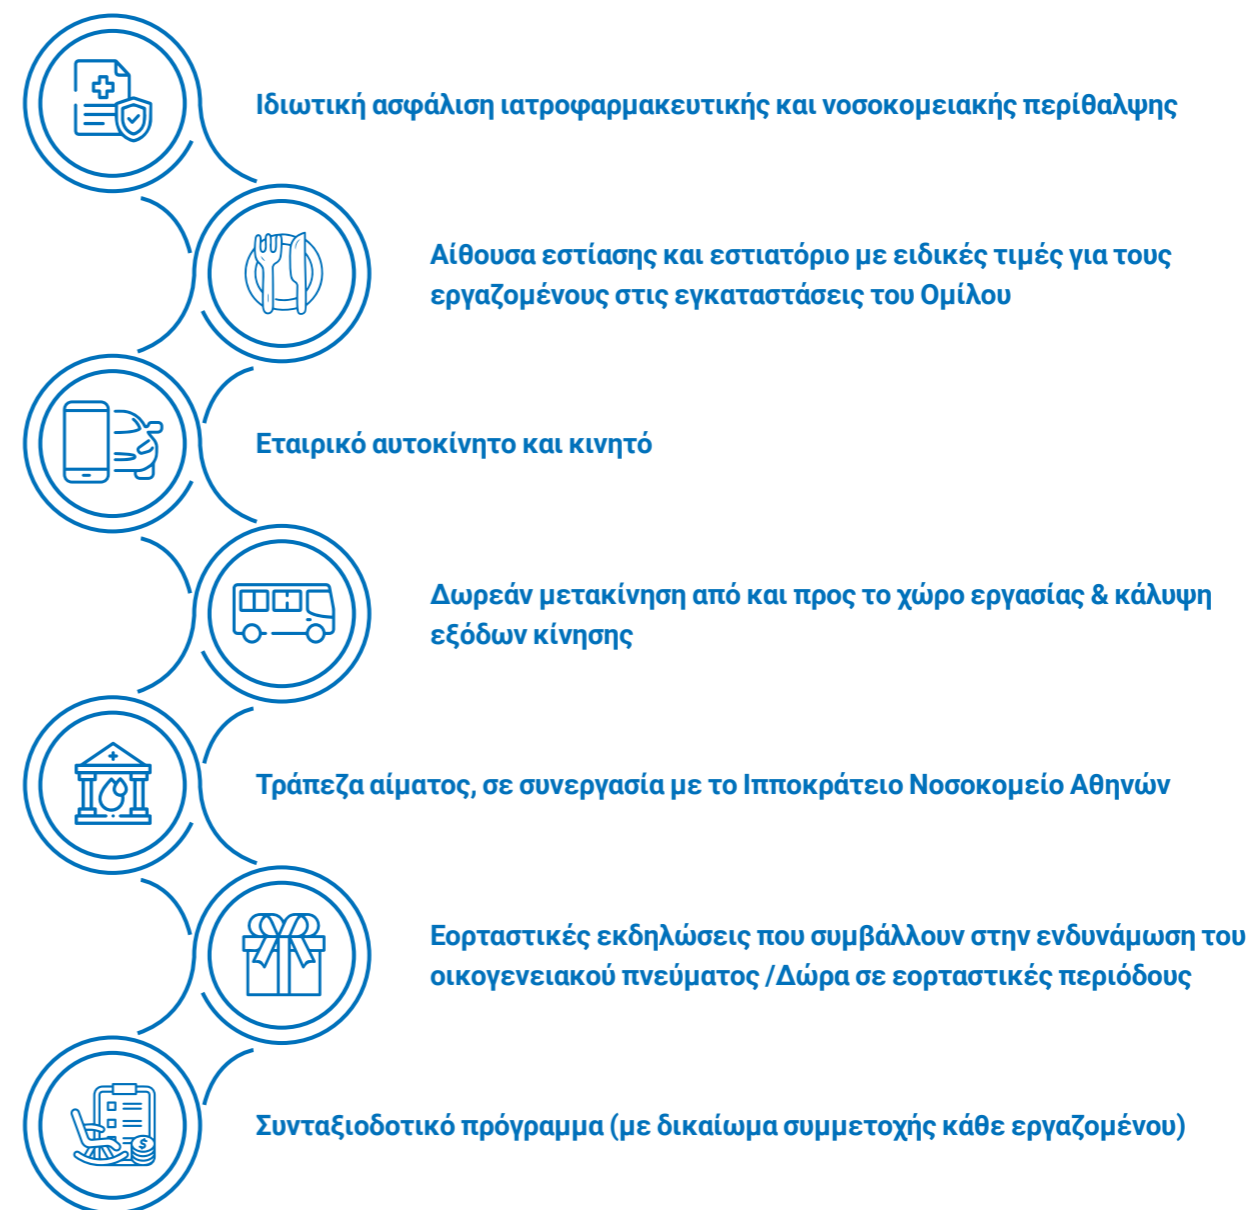 Ιδιωτική ασφάλιση ιατροφαρμακευτικής και νοσοκομειακής περίθαλψης
Αίθουσα εστίασης και εστιατόριο με ειδικές τιμές για τους
εργαζομένους στις εγκαταστάσεις του Ομίλου
Εταιρικό αυτοκίνητο και κινητό
Δωρεάν μετακίνηση από και προς το χώρο εργασίας & κάλυψη
εξόδων κίνησης
Τράπεζα αίματος, σε συνεργασία με το Ιπποκράτειο Νοσοκομείο Αθηνών
Εορταστικές εκδηλώσεις που συμβάλλουν στην ενδυνάμωση του
οικογενειακού πνεύματος /Δώρα σε εορταστικές περιόδους
Συνταξιοδοτικό πρόγραμμα (με δικαίωμα συμμετοχής κάθε εργαζομένου)